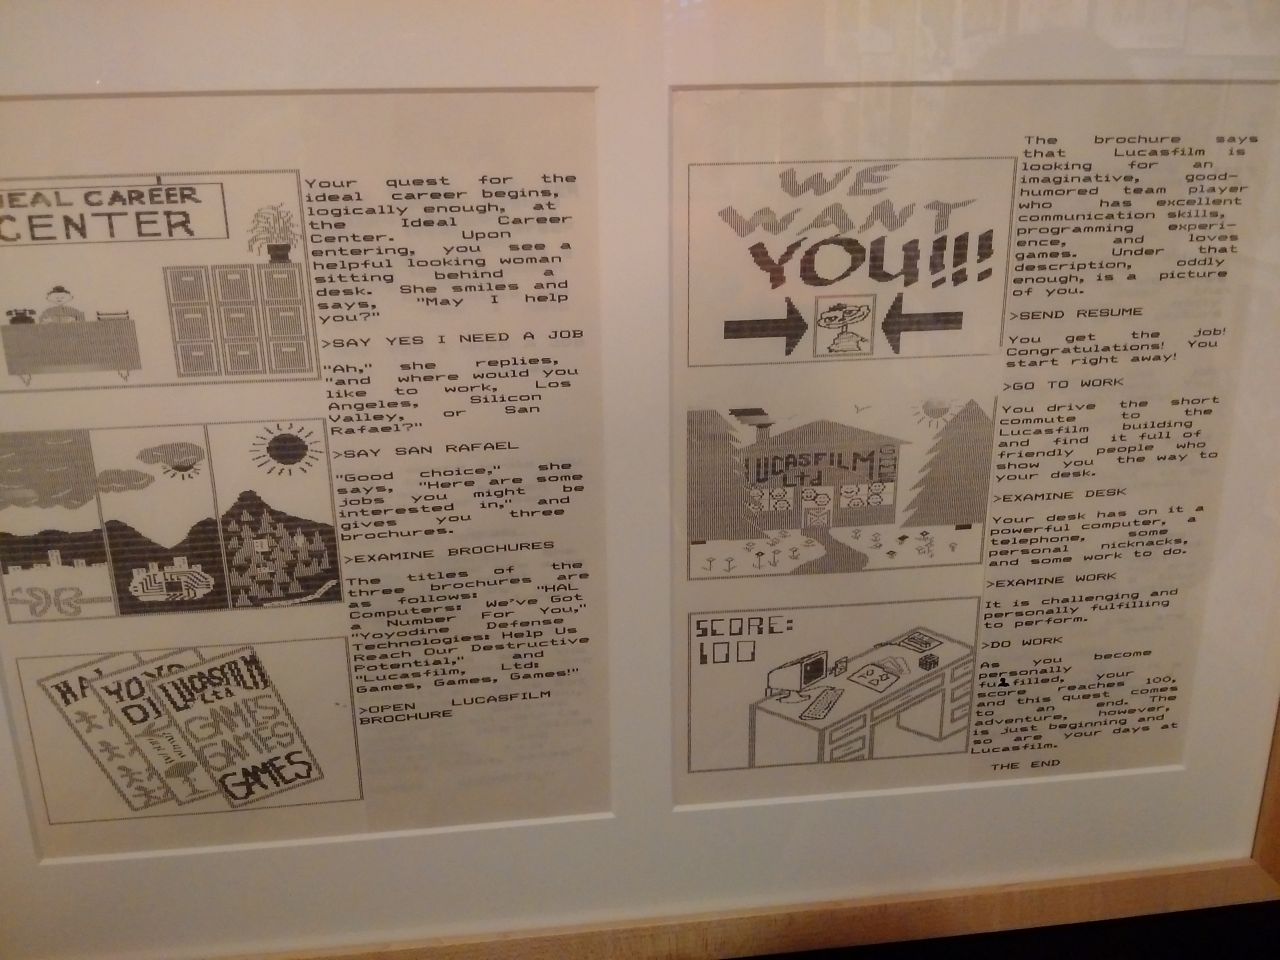 IDEAL CAREER
CENTER
Your quest for the
ideal career begins,
logically enough, at
the Ideal Career
Center. Upon
entering, you see a
helpful looking woman
sitting behind a
desk. She smiles and
says, "May I help
you?"
>SAY YES I NEED A JOB
"Ah," she replies,
"and where would you
like to work, Los
Angeles, Silicon
Valley, or San
Rafael?"
>SAY SAN RAFAEL
"Good choice," she
says, "Here are some
jobs you might be
interested in," and
gives you three
brochures.
>EXAMINE BROCHURES
The titles of the
three brochures are
as follows: "HAL
Computers: We've Got
a Number For You,"
"Yoyodine Defense
Technologies: Help Us
Reach Our Destructive
Potential," and
"Lucasfilm, Ltd:
Games, Games, Games!"
>OPEN LUCASFILM
BROCHURE
HA
YOYO
DI
LUCASFILM
Ltd
GAMES
GAMES
GAMES
WE
WANT
YOU!!!
The brochure says
that Lucasfilm is
looking for an
imaginative, good-
humored team player
who has excellent
communication skills,
programming experi-
ence, and loves
games. Under that
description, oddly
enough, is a picture
of you.
>SEND RESUME
You get the job!
Congratulations! You
start right away!
>GO TO WORK
You drive the short
commute to the
Lucasfilm building
and find it full of
friendly people who
show you the way to
your desk.
>EXAMINE DESK
Your desk has on it a
powerful computer, a
telephone, some
personal nicknacks,
and some work to do.
>EXAMINE WORK
It is challenging and
personally fulfilling
to perform.
>DO WORK
As you become
personally
fulfilled, your
score reaches 100,
and this quest comes
to an end. The
adventure, however,
is just beginning and
so are your days at
Lucasfilm.
THE END
LUCASFILM
Ltd
GAMES
SCORE:
100
TO DO